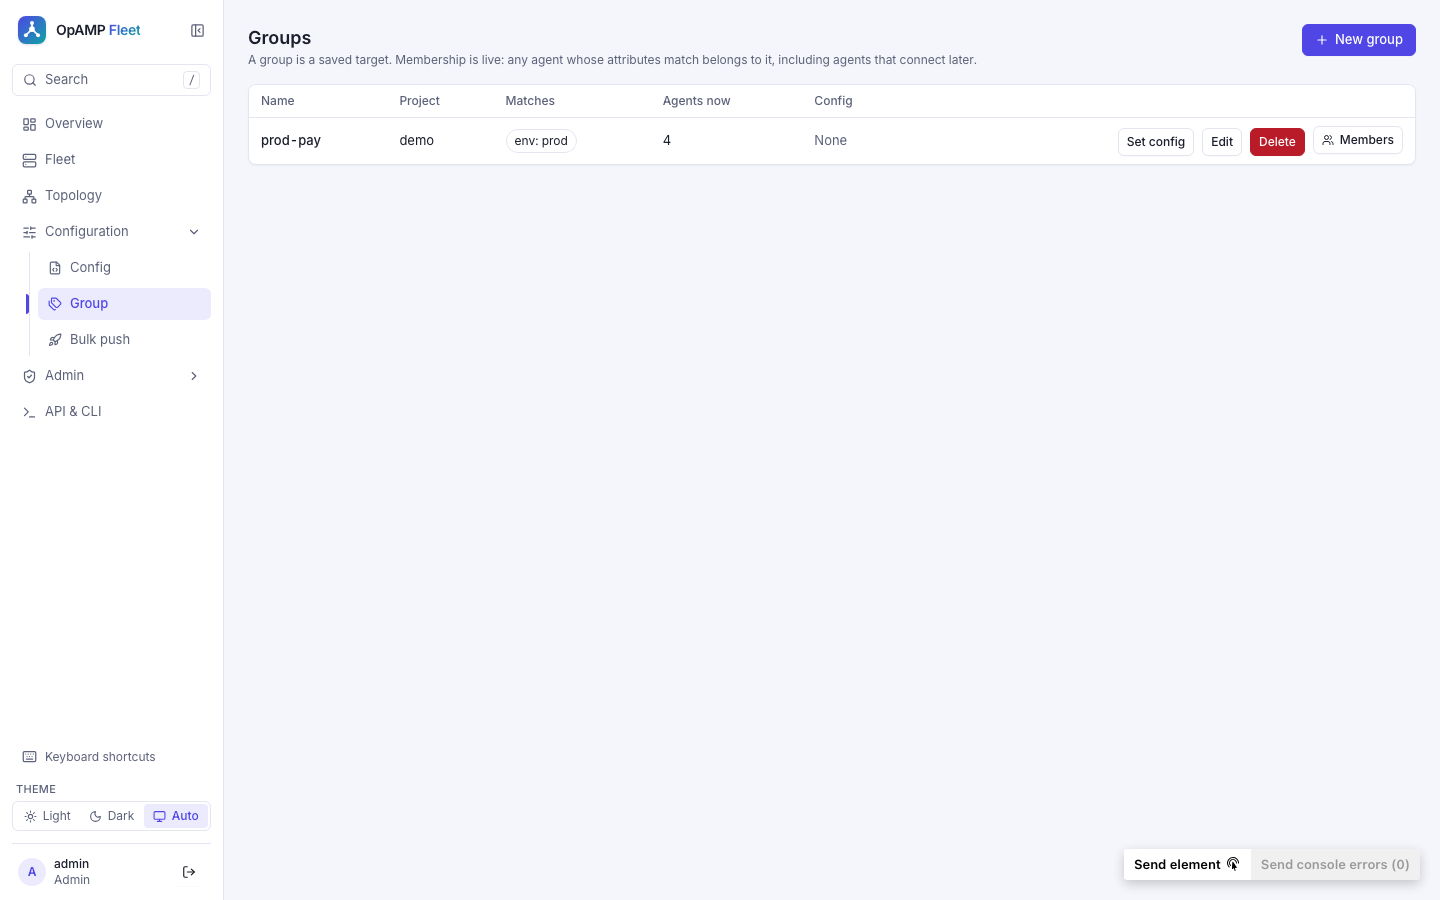 OpAMP Fleet
Search /
Overview
Fleet
Topology
Configuration
Config
Group
Bulk push
Admin
API & CLI
Keyboard shortcuts
THEME
Light Dark Auto
A admin
Admin
Groups
A group is a saved target. Membership is live: any agent whose attributes match belongs to it, including agents that connect later.
New group
Name Project Matches Agents now Config
prod-pay demo env: prod 4 None Set config Edit Delete Members
Send element Send console errors (0)